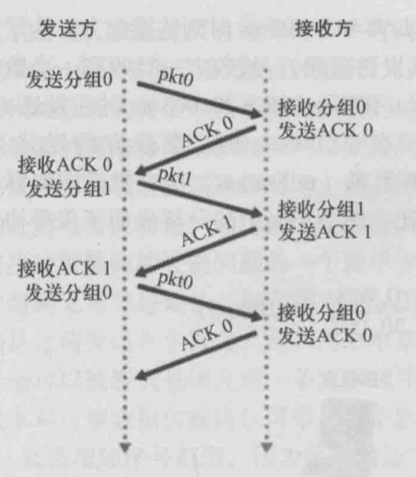 发送方 接收方
发送分组0
pkt0
接收分组0
发送ACK 0
ACK 0
接收ACK 0
发送分组1
pkt1
接收分组1
发送ACK 1
ACK 1
接收ACK 1
发送分组0
pkt0
接收分组0
发送ACK 0
ACK 0